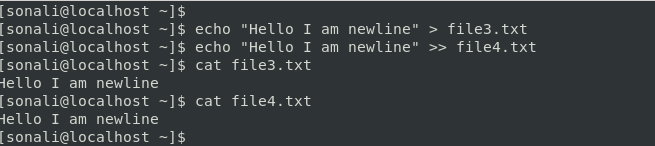 [sonali@localhost ~]$
[sonali@localhost ~]$ echo "Hello I am newline" > file3.txt
[sonali@localhost ~]$ echo "Hello I am newline" >> file4.txt
[sonali@localhost ~]$ cat file3.txt
Hello I am newline
[sonali@localhost ~]$ cat file4.txt
Hello I am newline
[sonali@localhost ~]$